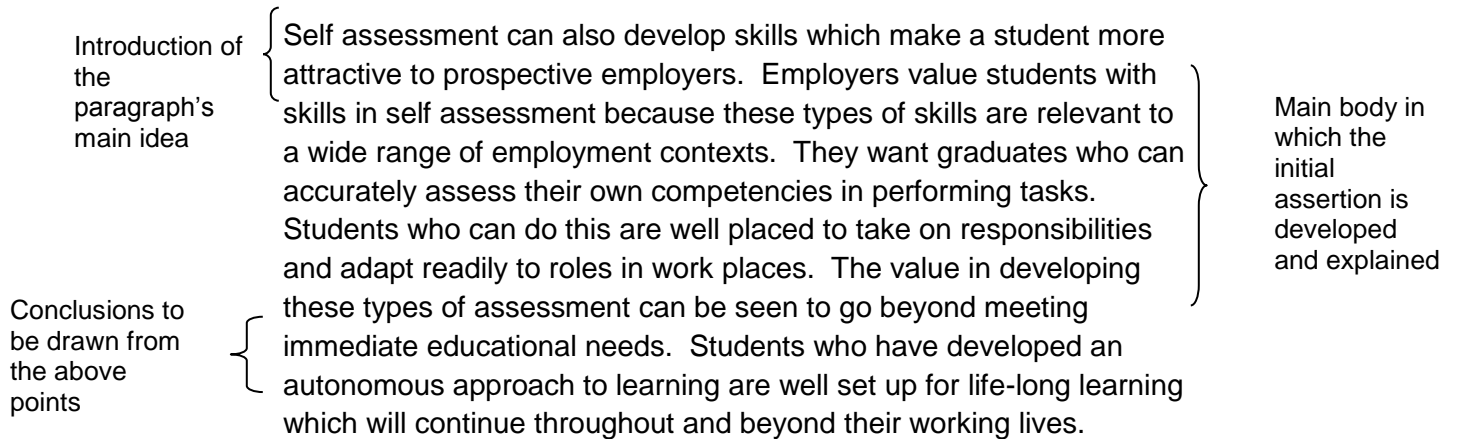 Introduction of
the
paragraph's
main idea
Self assessment can also develop skills which make a student more
attractive to prospective employers.  Employers value students with
skills in self assessment because these types of skills are relevant to
a wide range of employment contexts.  They want graduates who can
accurately assess their own competencies in performing tasks.
Students who can do this are well placed to take on responsibilities
and adapt readily to roles in work places.  The value in developing
these types of assessment can be seen to go beyond meeting
immediate educational needs.  Students who have developed an
autonomous approach to learning are well set up for life-long learning
which will continue throughout and beyond their working lives.
Main body in
which the
initial
assertion is
developed
and explained
Conclusions to
be drawn from
the above
points